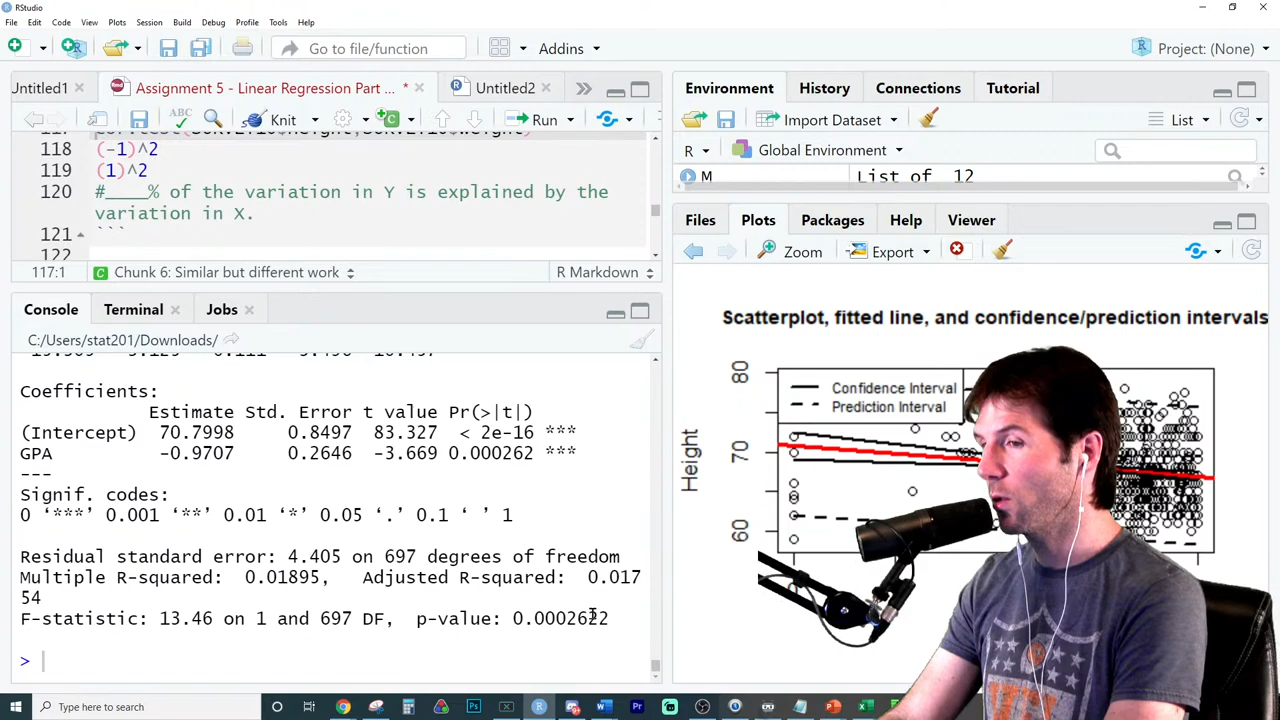 RStudio
File Edit Code View Plots Session Build Debug Profile Tools Help
Go to file/function Addins Project: (None)
Untitled1 Assignment 5 - Linear Regression Part ... * Untitled2
ABC Knit Run
118 (-1)^2
119 (1)^2
120 #____% of the variation in Y is explained by the
variation in X.
121 ```
122
117:1 Chunk 6: Similar but different work R Markdown
Console Terminal Jobs
C:/Users/stat201/Downloads/
Coefficients:
Estimate Std. Error t value Pr(>|t|)
(Intercept) 70.7998 0.8497 83.327 < 2e-16 ***
GPA -0.9707 0.2646 -3.669 0.000262 ***
---
Signif. codes:
0 ‘***’ 0.001 ‘**’ 0.01 ‘*’ 0.05 ‘.’ 0.1 ‘ ’ 1
Residual standard error: 4.405 on 697 degrees of freedom
Multiple R-squared: 0.01895, Adjusted R-squared: 0.017
54
F-statistic: 13.46 on 1 and 697 DF, p-value: 0.0002622
>
Environment History Connections Tutorial
Import Dataset List
R Global Environment
M List of 12
Files Plots Packages Help Viewer
Zoom Export
Scatterplot, fitted line, and confidence/prediction intervals
Confidence Interval
Prediction Interval
Height
80
70
60
Type here to search